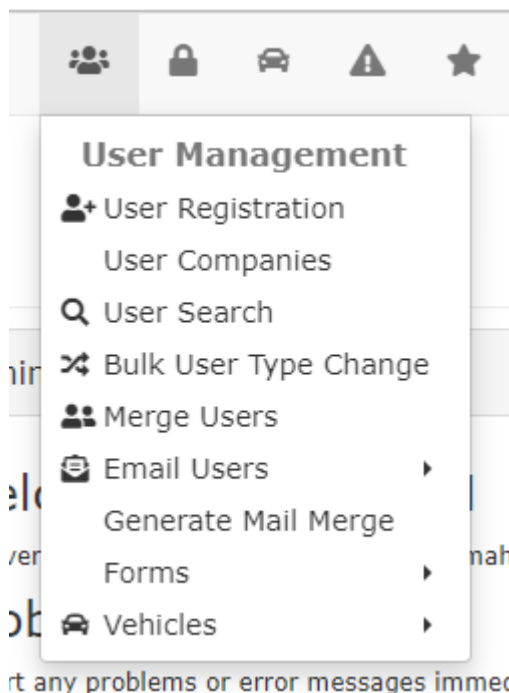 User Management
User Registration
User Companies
User Search
Bulk User Type Change
Merge Users
Email Users
Generate Mail Merge
Forms
Vehicles
rt any problems or error messages immed